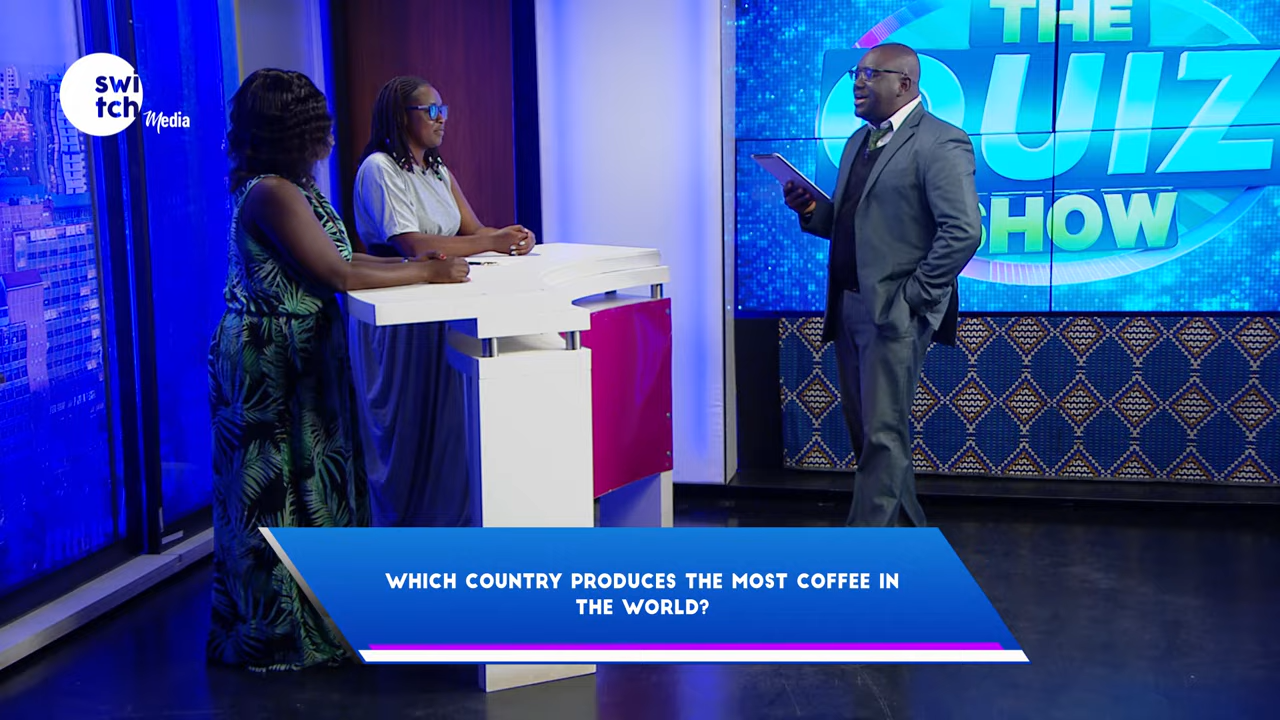 swi
tch
Media
THE
QUIZ
SHOW
WHICH COUNTRY PRODUCES THE MOST COFFEE IN
THE WORLD?